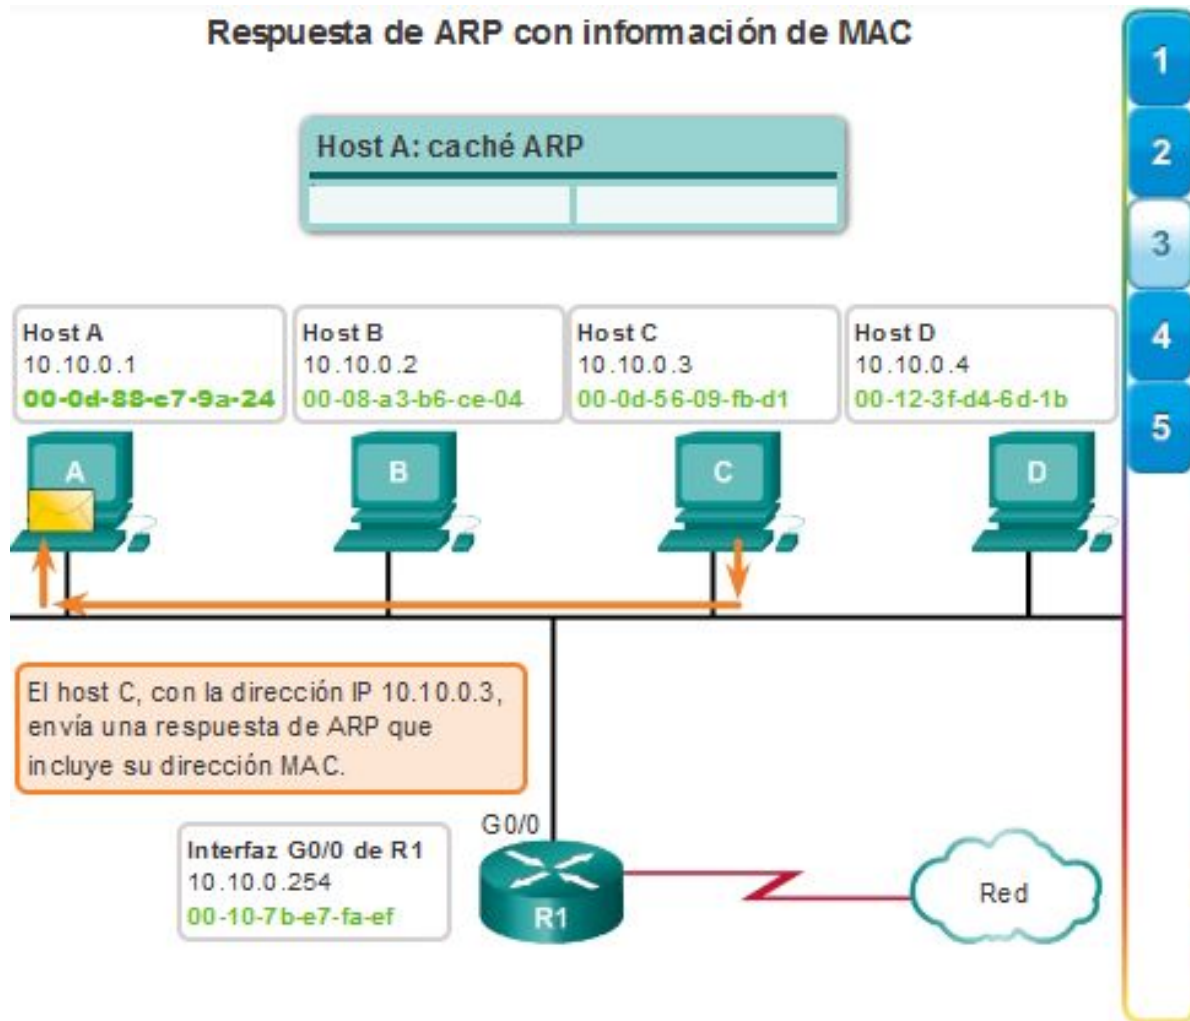 Respuesta de ARP con información de MAC
1
2
3
4
5
Host A: caché ARP
Host A
10.10.0.1
00-0d-88-c7-9a-24
Host B
10.10.0.2
00-08-a3-b6-ce-04
Host C
10.10.0.3
00-0d-56-09-fb-d1
Host D
10.10.0.4
00-12-3f-d4-6d-1b
A
B
C
D
El host C, con la dirección IP 10.10.0.3,
envía una respuesta de ARP que
incluye su dirección MAC.
G0/0
Interfaz G0/0 de R1
10.10.0.254
00-10-7b-e7-fa-ef
R1
Red